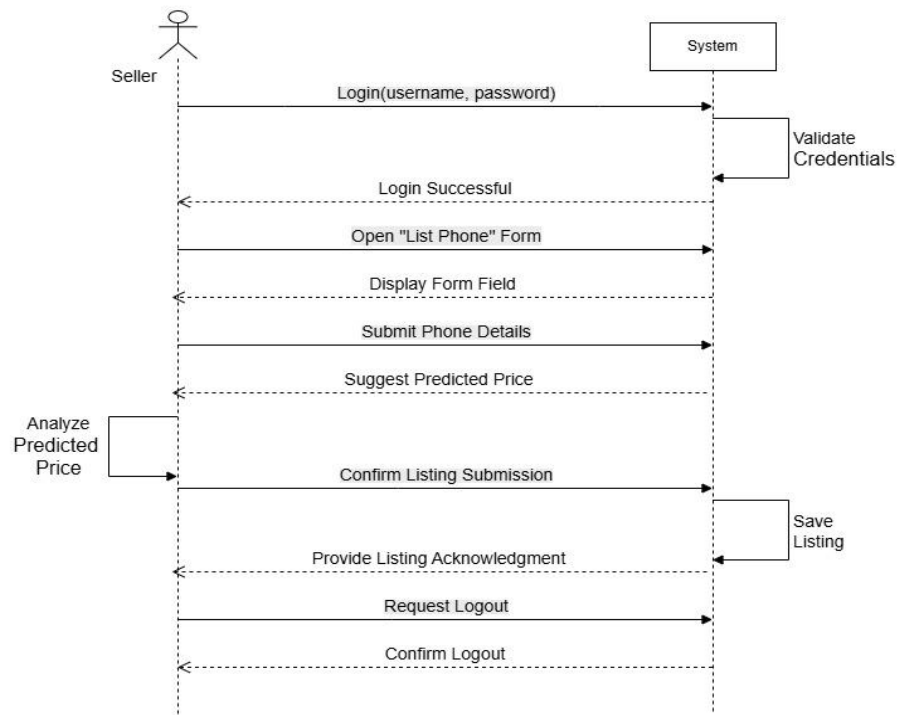 System
Seller
Login(username, password)
Validate
Credentials
Login Successful
Open "List Phone" Form
Display Form Field
Submit Phone Details
Suggest Predicted Price
Analyze
Predicted
Price
Confirm Listing Submission
Save
Listing
Provide Listing Acknowledgment
Request Logout
Confirm Logout